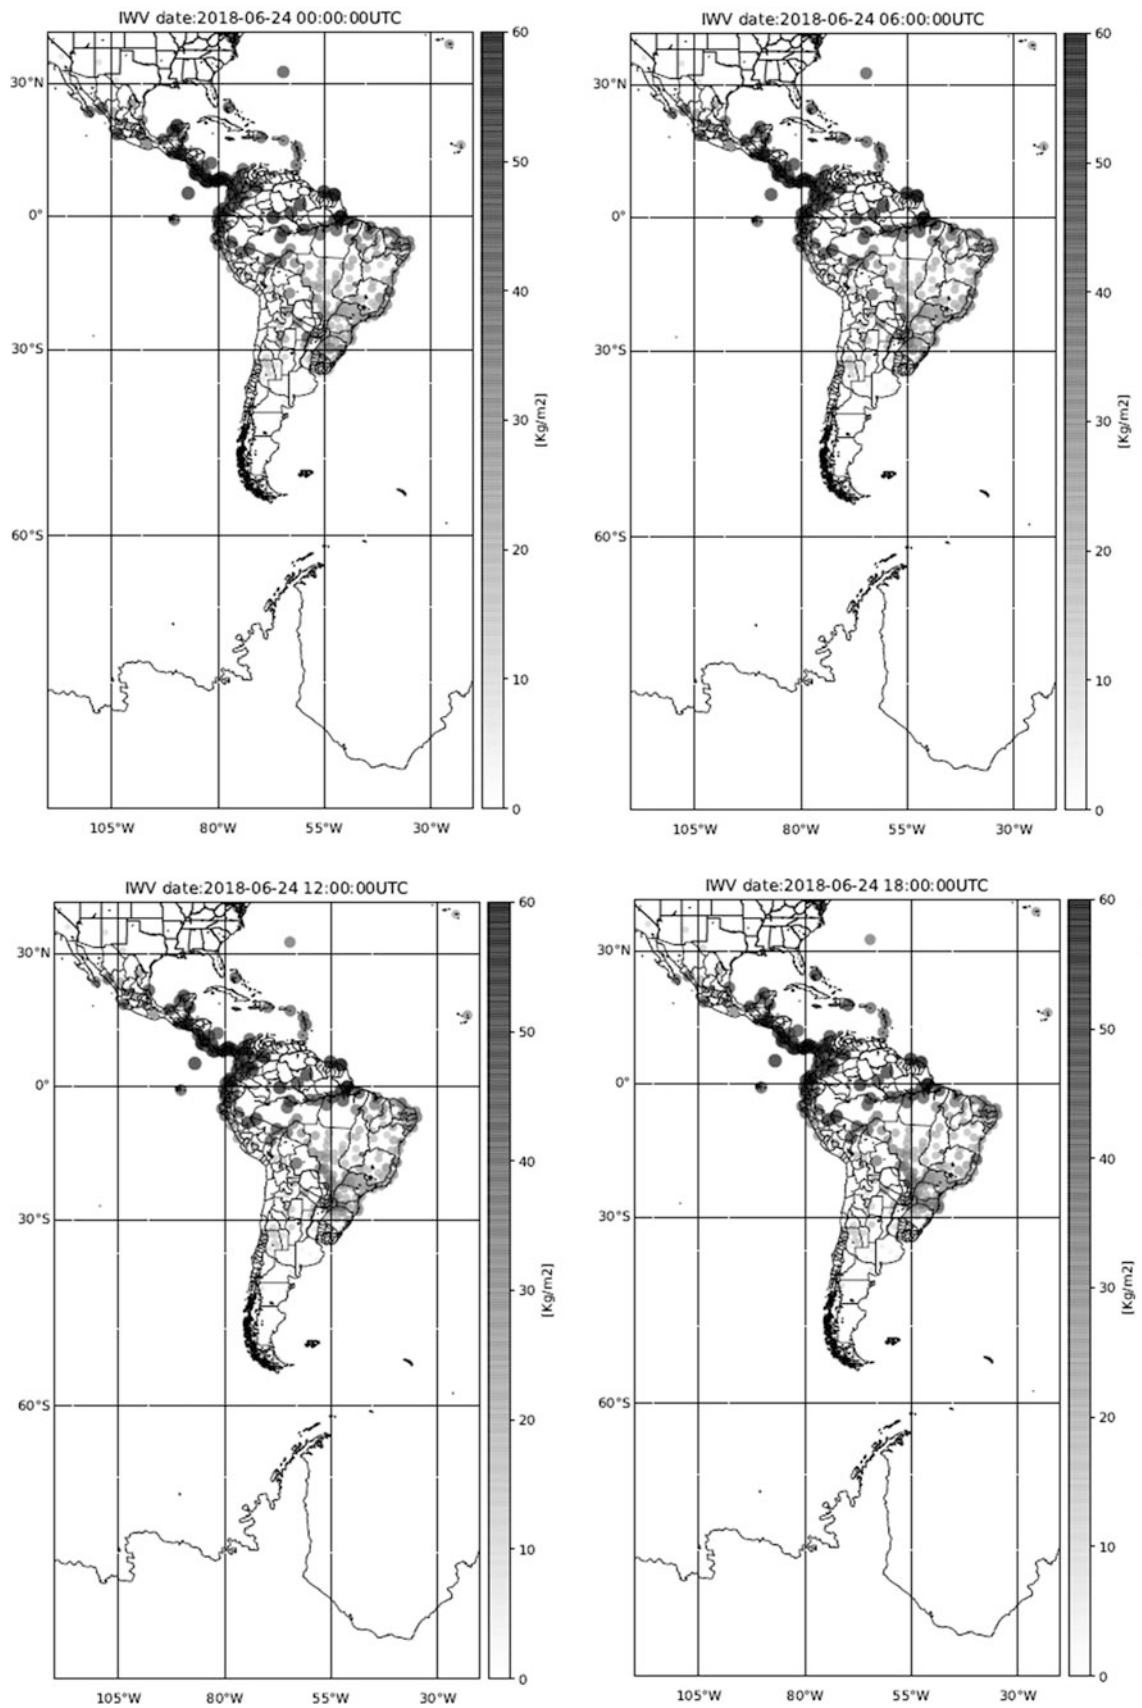 IWV date:2018-06-24 00:00:00UTC
60
50
40
30
20
10
0
[Kg/m2]
30°N
0°
30°S
60°S
105°W 80°W 55°W 30°W
IWV date:2018-06-24 06:00:00UTC
60
50
40
30
20
10
0
[Kg/m2]
30°N
0°
30°S
60°S
105°W 80°W 55°W 30°W
IWV date:2018-06-24 12:00:00UTC
60
50
40
30
20
10
0
[Kg/m2]
30°N
0°
30°S
60°S
105°W 80°W 55°W 30°W
IWV date:2018-06-24 18:00:00UTC
60
50
40
30
20
10
0
[Kg/m2]
30°N
0°
30°S
60°S
105°W 80°W 55°W 30°W